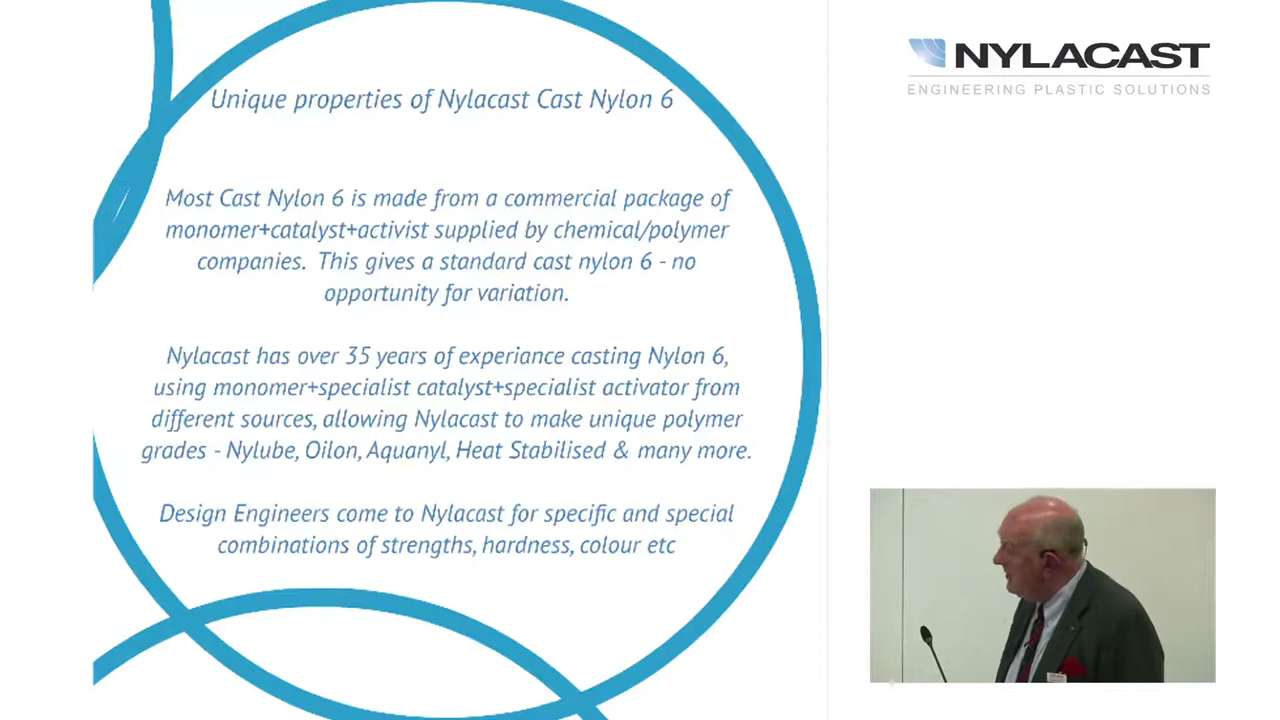 Unique properties of Nylacast Cast Nylon 6
Most Cast Nylon 6 is made from a commercial package of
monomer+catalyst+activist supplied by chemical/polymer
companies. This gives a standard cast nylon 6 - no
opportunity for variation.
Nylacast has over 35 years of experiance casting Nylon 6,
using monomer+specialist catalyst+specialist activator from
different sources, allowing Nylacast to make unique polymer
grades - Nylube, Oilon, Aquanyl, Heat Stabilised & many more.
Design Engineers come to Nylacast for specific and special
combinations of strengths, hardness, colour etc
NYLACAST
ENGINEERING PLASTIC SOLUTIONS